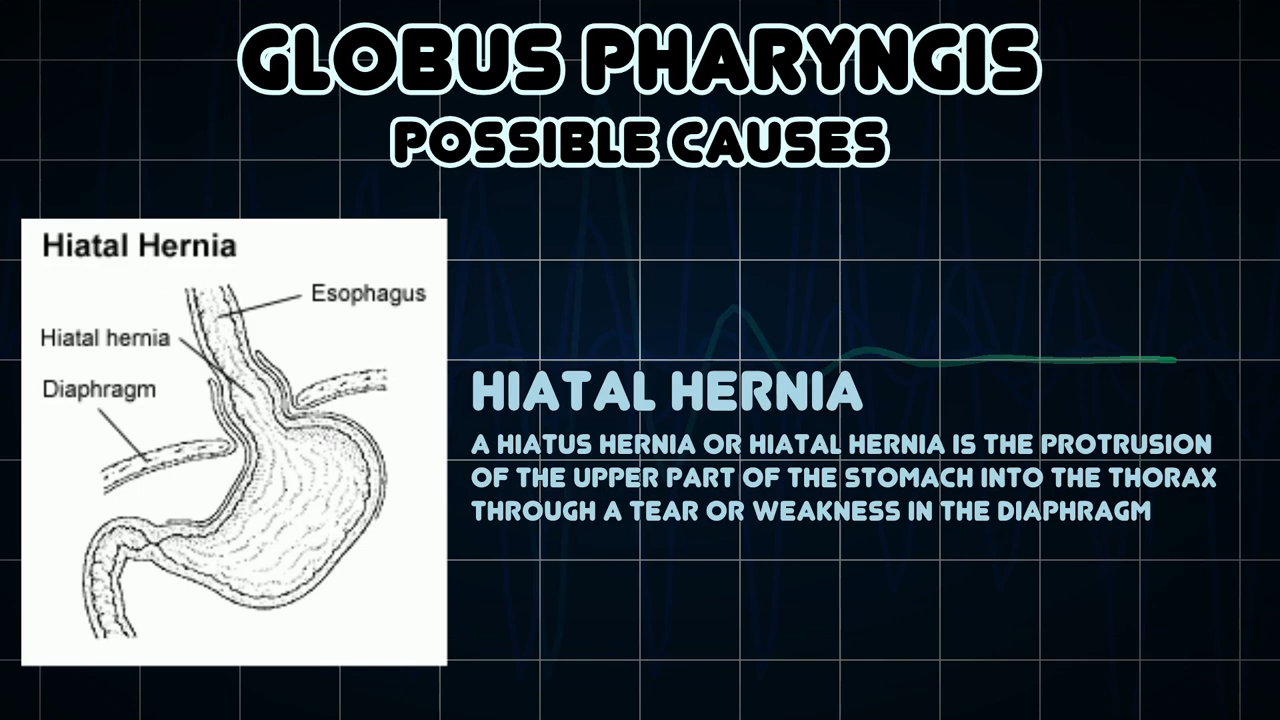 GLOBUS PHARYNGIS
POSSIBLE CAUSES
Hiatal Hernia
Esophagus
Hiatal hernia
Diaphragm
HIATAL HERNIA
A HIATUS HERNIA OR HIATAL HERNIA IS THE PROTRUSION
OF THE UPPER PART OF THE STOMACH INTO THE THORAX
THROUGH A TEAR OR WEAKNESS IN THE DIAPHRAGM